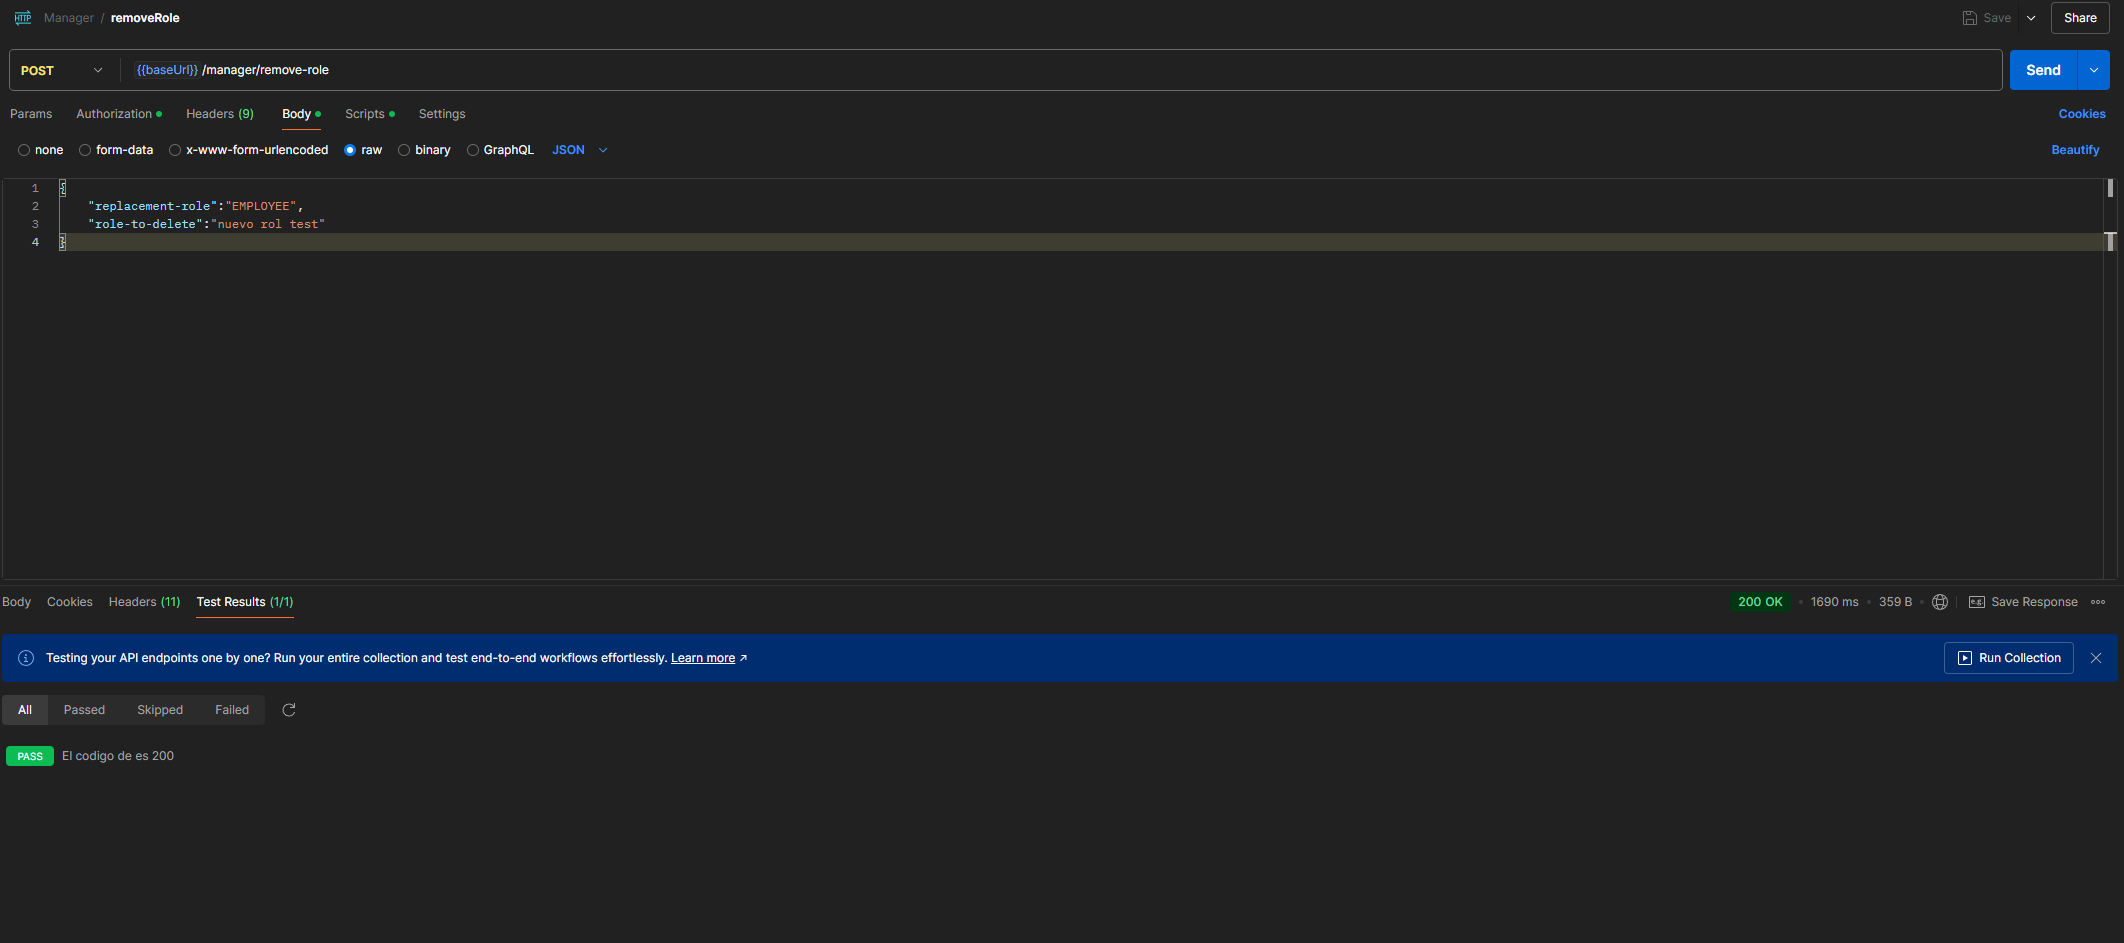 HTTP Manager / removeRole Save Share
POST {{baseUrl}} /manager/remove-role Send
Params Authorization Headers (9) Body Scripts Settings Cookies
none form-data x-www-form-urlencoded raw binary GraphQL JSON Beautify
1 {
2 "replacement-role":"EMPLOYEE",
3 "role-to-delete":"nuevo rol test"
4 }
Body Cookies Headers (11) Test Results (1/1) 200 OK • 1690 ms • 359 B • e.g. Save Response
Testing your API endpoints one by one? Run your entire collection and test end-to-end workflows effortlessly. Learn more ↗ Run Collection
All Passed Skipped Failed
PASS El codigo de es 200